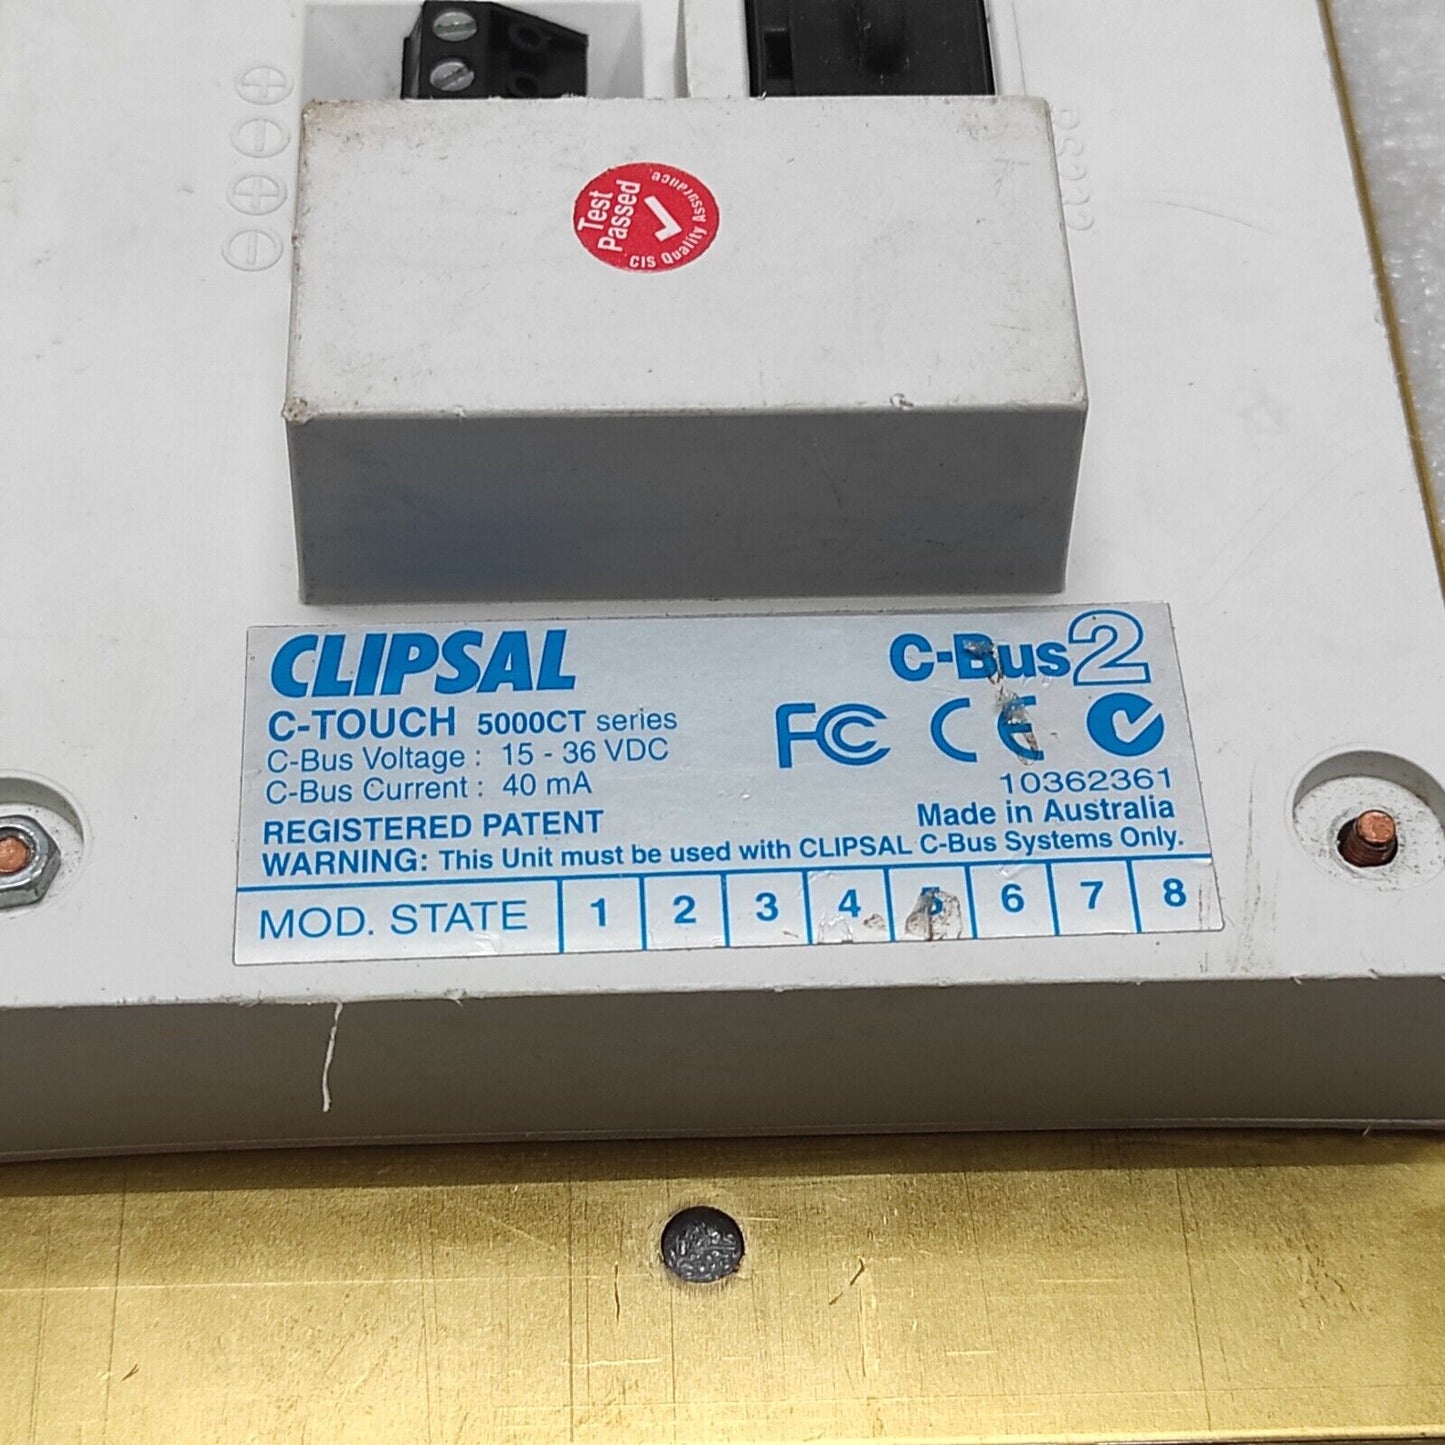 Test
Passed
CIS Quality Assurance
RS232
CLIPSAL
C-Bus2
C-TOUCH 5000CT series
C-Bus Voltage : 15 - 36 VDC
C-Bus Current : 40 mA
FCC CE
10362361
REGISTERED PATENT
Made in Australia
WARNING: This Unit must be used with CLIPSAL C-Bus Systems Only.
MOD. STATE 1 2 3 4 5 6 7 8